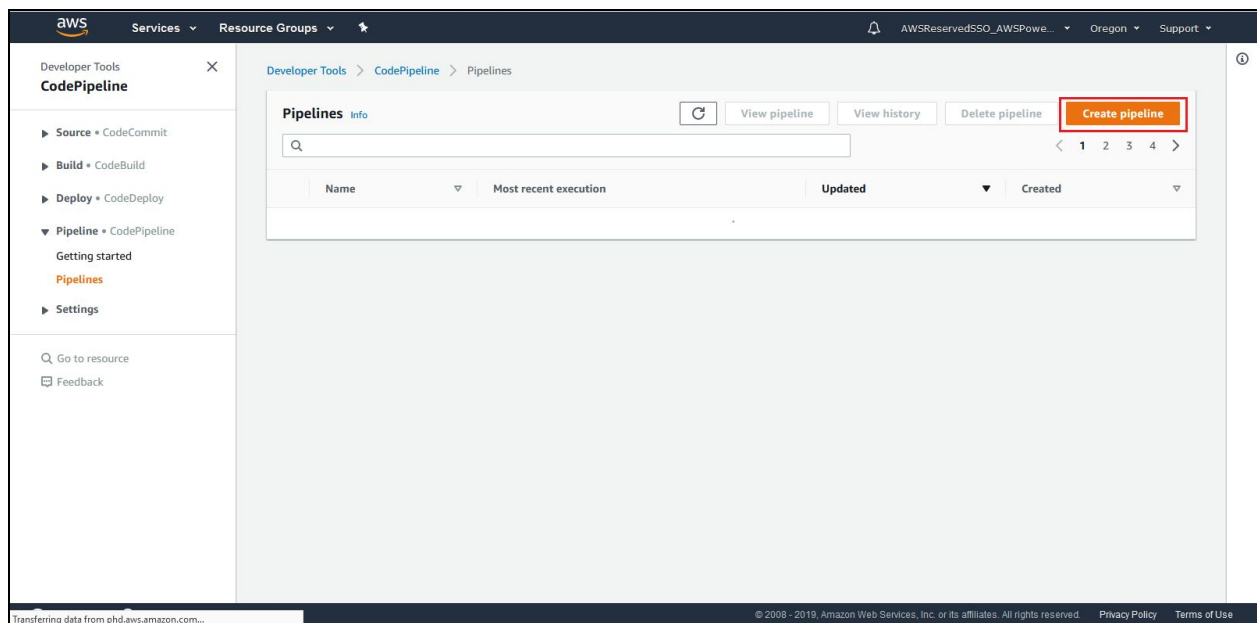 aws
Services
Resource Groups
AWSReservedSSO_AWSPowe...
Oregon
Support
Developer Tools
CodePipeline
Source • CodeCommit
Build • CodeBuild
Deploy • CodeDeploy
Pipeline • CodePipeline
Getting started
Pipelines
Settings
Go to resource
Feedback
Developer Tools > CodePipeline > Pipelines
Pipelines Info
View pipeline
View history
Delete pipeline
Create pipeline
< 1 2 3 4 >
Name
Most recent execution
Updated
Created
Transferring data from phd.aws.amazon.com...
© 2008 - 2019, Amazon Web Services, Inc. or its affiliates. All rights reserved.
Privacy Policy
Terms of Use